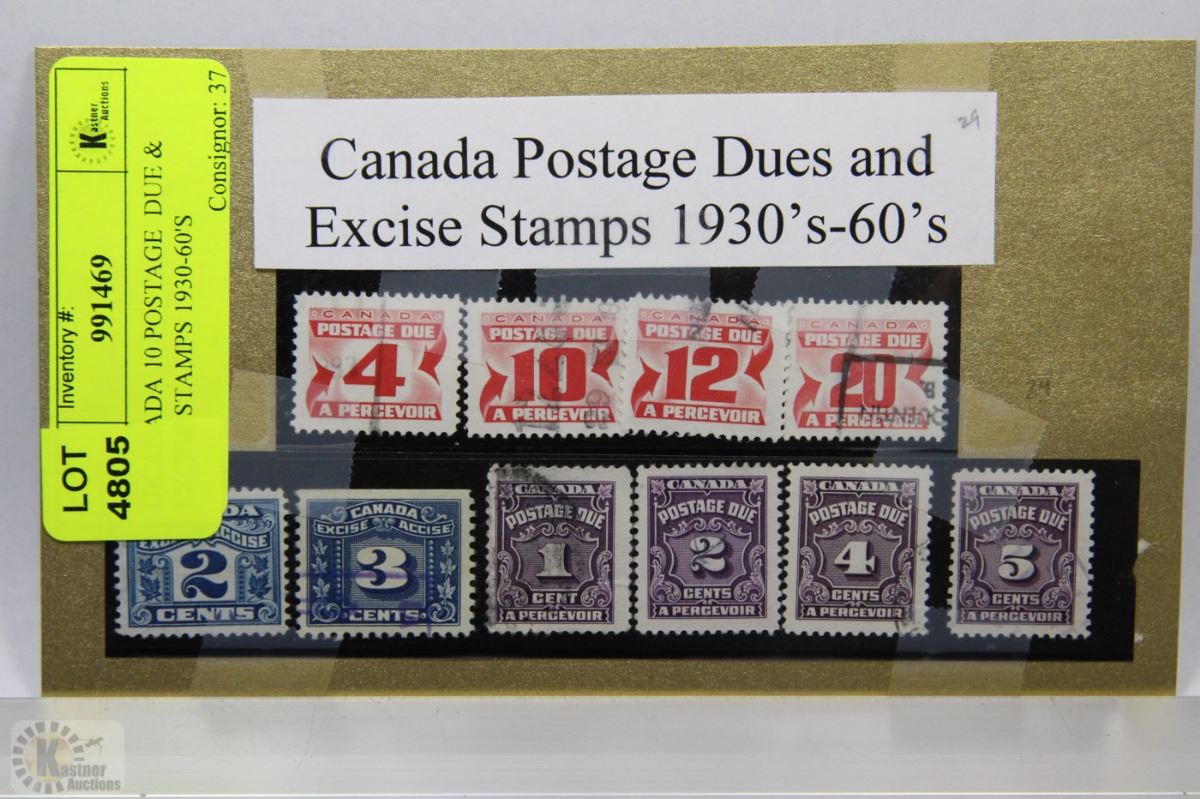 Canada Postage Dues and
Excise Stamps 1930's-60's
29
LOT
4805
Inventory #:
991469
Kastner
Auctions
ADA 10 POSTAGE DUE &
STAMPS 1930-60'S
Consignor: 37
CANADA
POSTAGE DUE
4
A PERCEVOIR
CANADA
POSTAGE DUE
10
A PERCEVOIR
CANADA
POSTAGE DUE
12
A PERCEVOIR
CANADA
POSTAGE DUE
20
A PERCEVOIR
2
CENTS
CANADA
EXCISE ACCISE
3
CENTS
CANADA
POSTAGE DUE
1
CENT
A PERCEVOIR
CANADA
POSTAGE DUE
2
CENTS
A PERCEVOIR
CANADA
POSTAGE DUE
4
CENTS
A PERCEVOIR
CANADA
POSTAGE DUE
5
CENTS
A PERCEVOIR
Kastner
Auctions